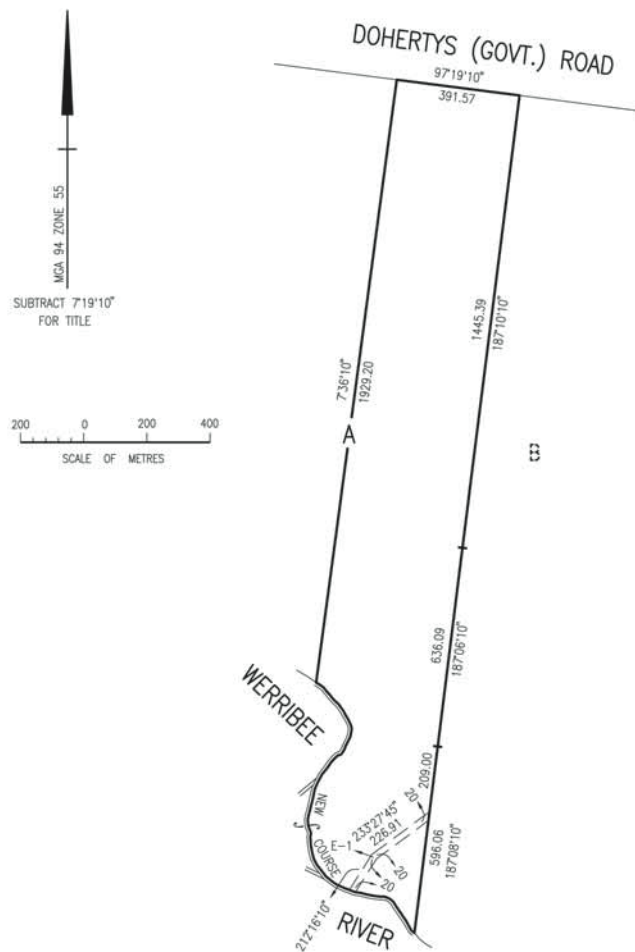 DOHERTYS (GOVT.) ROAD
97°19'10"
391.57
MGA 94 ZONE 55
SUBTRACT 7°19'10"
FOR TITLE
1445.39
187°10'10"
7°36'10"
1929.20
200 0 200 400
SCALE OF METRES
A
B
636.09
187°06'10"
WERRIBEE
209.00
20
NEW
COURSE
233°27'45"
226.91
E-1
20
20
596.06
187°08'10"
212°16'10"
RIVER